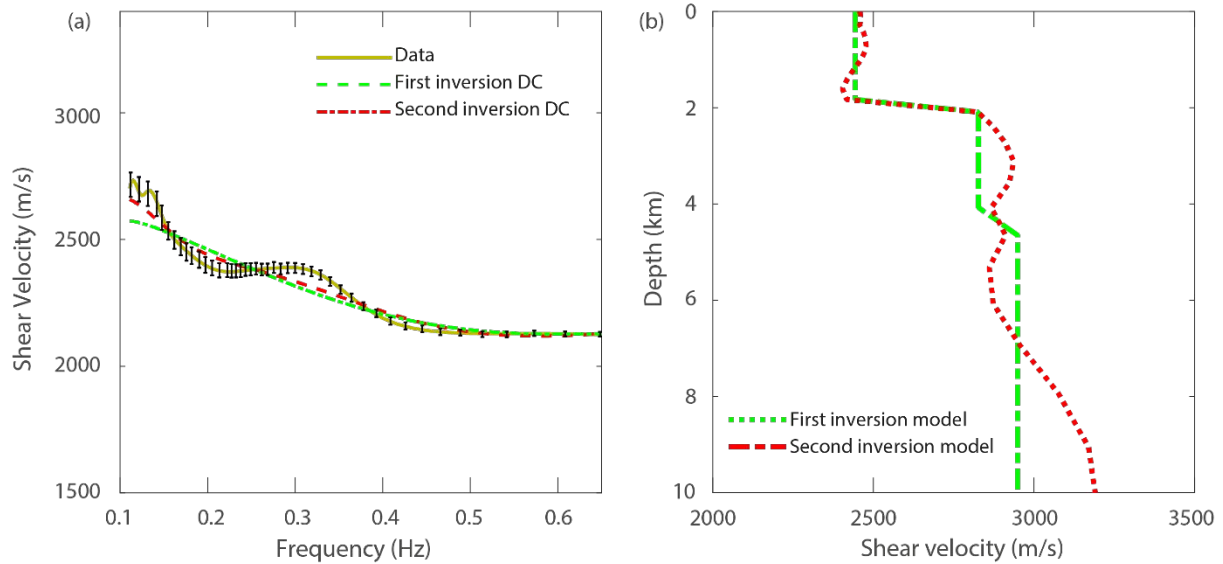 (a)
Data
First inversion DC
Second inversion DC
3000
2500
2000
1500
Shear Velocity (m/s)
0.1 0.2 0.3 0.4 0.5 0.6
Frequency (Hz)
(b)
0
2
4
6
8
10
Depth (km)
First inversion model
Second inversion model
2000 2500 3000 3500
Shear velocity (m/s)